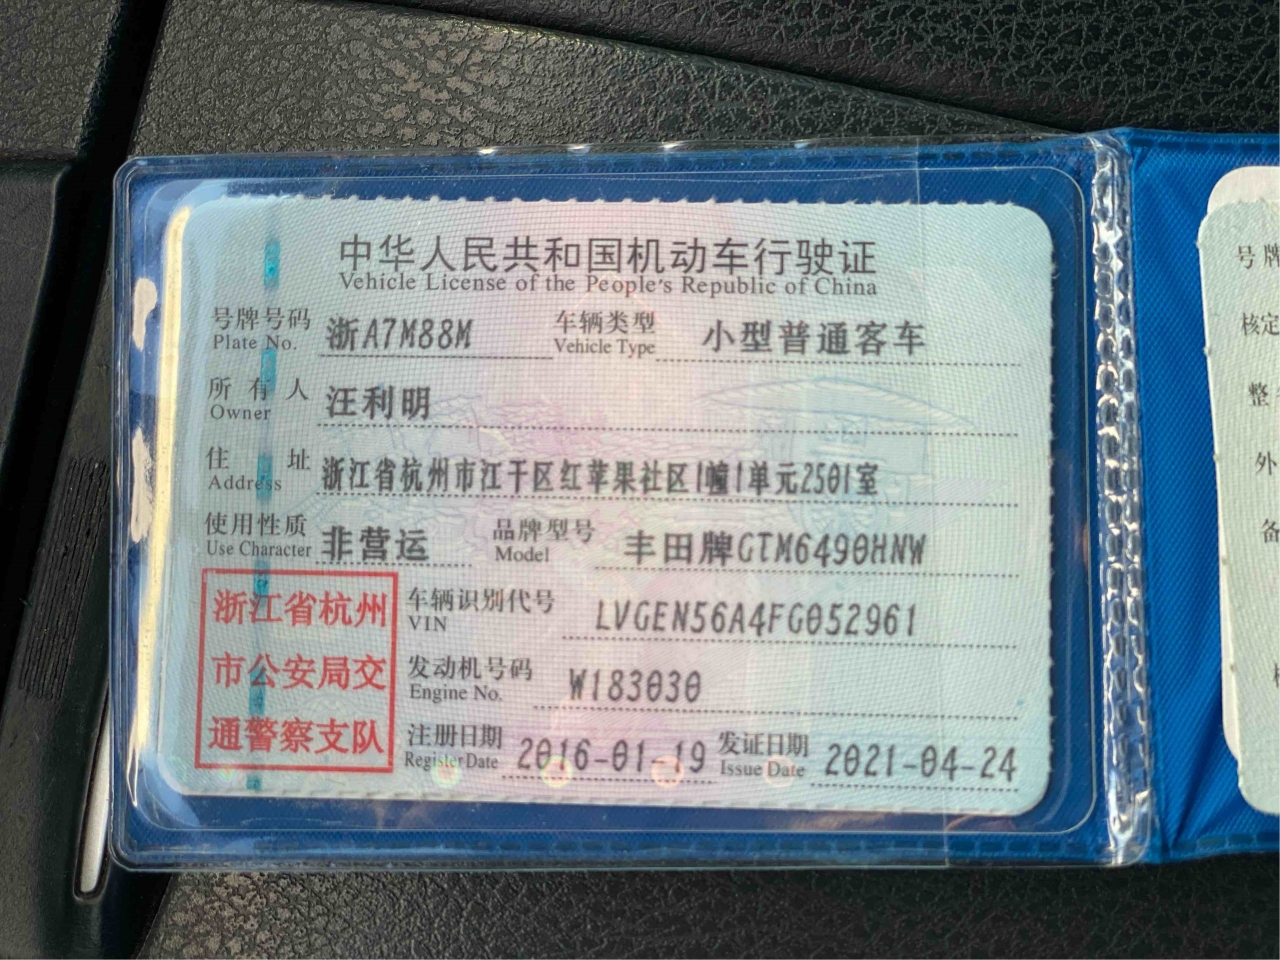 中华人民共和国机动车行驶证
Vehicle License of the People's Republic of China
号牌号码 浙A7M88M 车辆类型 小型普通客车
Plate No. Vehicle Type
所有人 汪利明
Owner
住址 浙江省杭州市江干区红苹果社区1幢1单元2501室
Address
使用性质 非营运 品牌型号 丰田牌GTM6490HNW
Use Character Model
浙江省杭州
市公安局交
通警察支队
车辆识别代号 LVGEN56A4FG052961
VIN
发动机号码 W183030
Engine No.
注册日期 2016-01-19 发证日期 2021-04-24
Register Date Issue Date
号牌
核定
整
外
备